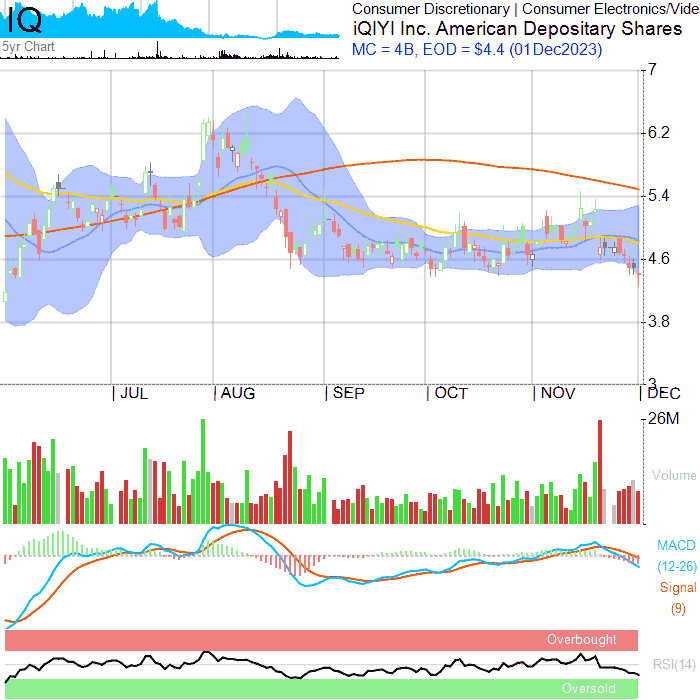 IQ
5yr Chart
Consumer Discretionary | Consumer Electronics/Vide
iQIYI Inc. American Depositary Shares
MC = 4B, EOD = $4.4 (01Dec2023)
7
6.2
5.4
4.6
3.8
3
JUL AUG SEP OCT NOV DEC
26M
Volume
MACD
(12-26)
Signal
(9)
Overbought
RSI(14)
Oversold